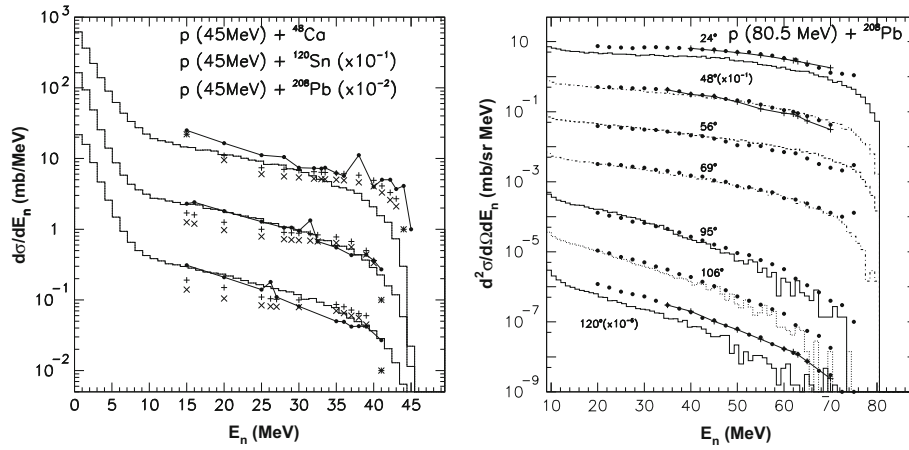 p (45MeV) + ⁴⁸Ca
p (45MeV) + ¹²⁰Sn (x10⁻¹)
p (45MeV) + ²⁰⁸Pb (x10⁻²)
dσ/dEₙ (mb/MeV)
10³
10²
10
1
10⁻¹
10⁻²
0 5 10 15 20 25 30 35 40 45
Eₙ (MeV)
p (80.5 MeV) + ²⁰⁸Pb
d²σ/dΩdEₙ (mb/sr MeV)
10
10⁻¹
10⁻³
10⁻⁵
10⁻⁷
10⁻⁹
24°
48°(x10⁻¹)
56°
69°
95°
106°
10 20 30 40 50 60 70 80
Eₙ (MeV)